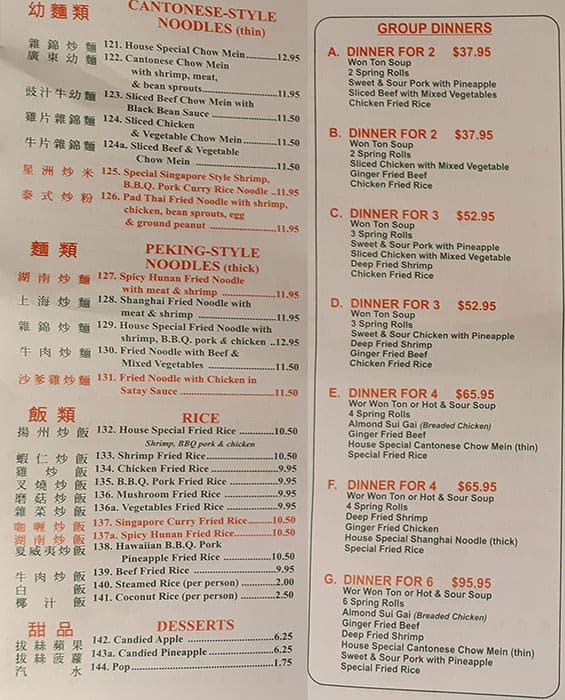 幼麵類 CANTONESE-STYLE
NOODLES (thin)
雜錦炒麵 121. House Special Chow Mein..........12.95
廣東幼麵 122. Cantonese Chow Mein
with shrimp, meat,
& bean sprouts..........11.95
豉汁牛幼麵 123. Sliced Beef Chow Mein with
Black Bean Sauce..........11.50
雞片雜錦麵 124. Sliced Chicken
& Vegetable Chow Mein..........11.50
牛片雜錦麵 124a. Sliced Beef & Vegetable
Chow Mein ..........11.50
星洲炒米 125. Special Singapore Style Shrimp,
B.B.Q. Pork Curry Rice Noodle ..11.95
泰式炒粉 126. Pad Thai Fried Noodle with shrimp,
chicken, bean sprouts, egg
& ground peanut ..........11.95
麵類 PEKING-STYLE
NOODLES (thick)
湖南炒麵 127. Spicy Hunan Fried Noodle
with meat & shrimp ..........11.95
上海炒麵 128. Shanghai Fried Noodle with
meat & shrimp ..........11.95
雜錦炒麵 129. House Special Fried Noodle with
shrimp, B.B.Q. pork & chicken ..12.95
牛肉炒麵 130. Fried Noodle with Beef &
Mixed Vegetables ..........11.50
沙爹雞炒麵 131. Fried Noodle with Chicken in
Satay Sauce ..........11.50
飯類 RICE
揚州炒飯 132. House Special Fried Rice ..........10.50
Shrimp, BBQ pork & chicken
蝦仁炒飯 133. Shrimp Fried Rice..........10.50
雞炒飯 134. Chicken Fried Rice ..........9.95
叉燒炒飯 135. B.B.Q. Pork Fried Rice ..........9.95
磨菇炒飯 136. Mushroom Fried Rice ..........9.95
雜菜炒飯 136a. Vegetables Fried Rice ..........9.95
咖喱炒飯 137. Singapore Curry Fried Rice..........10.50
湖南炒飯 137a. Spicy Hunan Fried Rice..........10.50
夏威夷炒飯 138. Hawaiian B.B.Q. Pork
Pineapple Fried Rice ..........10.50
牛肉炒飯 139. Beef Fried Rice ..........9.95
白飯 140. Steamed Rice (per person) ..........2.00
椰汁飯 141. Coconut Rice (per person) ..........2.50
甜品 DESSERTS
拔絲蘋果 142. Candied Apple ..........6.25
拔絲菠蘿 143a. Candied Pineapple..........6.25
汽水 144. Pop..........1.75
GROUP DINNERS
A. DINNER FOR 2 $37.95
Won Ton Soup
2 Spring Rolls
Sweet & Sour Pork with Pineapple
Sliced Beef with Mixed Vegetables
Chicken Fried Rice
B. DINNER FOR 2 $37.95
Won Ton Soup
2 Spring Rolls
Sliced Chicken with Mixed Vegetable
Ginger Fried Beef
Chicken Fried Rice
C. DINNER FOR 3 $52.95
Won Ton Soup
3 Spring Rolls
Sweet & Sour Pork with Pineapple
Sliced Chicken with Mixed Vegetable
Deep Fried Shrimp
Chicken Fried Rice
D. DINNER FOR 3 $52.95
Won Ton Soup
3 Spring Rolls
Sweet & Sour Chicken with Pineapple
Deep Fried Shrimp
Ginger Fried Beef
Chicken Fried Rice
E. DINNER FOR 4 $65.95
Wor Won Ton or Hot & Sour Soup
4 Spring Rolls
Almond Sui Gai (Breaded Chicken)
Ginger Fried Beef
House Special Cantonese Chow Mein (thin)
Special Fried Rice
F. DINNER FOR 4 $65.95
Wor Won Ton or Hot & Sour Soup
4 Spring Rolls
Deep Fried Shrimp
Ginger Fried Chicken
House Special Shanghai Noodle (thick)
Special Fried Rice
G. DINNER FOR 6 $95.95
Wor Won Ton or Hot & Sour Soup
6 Spring Rolls
Almond Sui Gai (Breaded Chicken)
Ginger Fried Beef
Deep Fried Shrimp
House Special Cantonese Chow Mein (thin)
Sweet & Sour Pork with Pineapple
Special Fried Rice